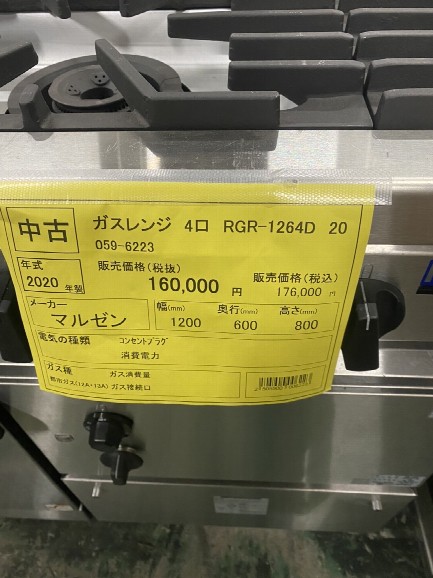 中古
ガスレンジ 4口 RGR-1264D 20
059-6223
年式
2020 年製
販売価格(税抜)
160,000 円
販売価格(税込)
176,000 円
メーカー
マルゼン
幅(mm) 奥行(mm) 高さ(mm)
1200 600 800
電気の種類 コンセントプラグ
消費電力
ガス種 ガス消費量
都市ガス(12A・13A) ガス接続口